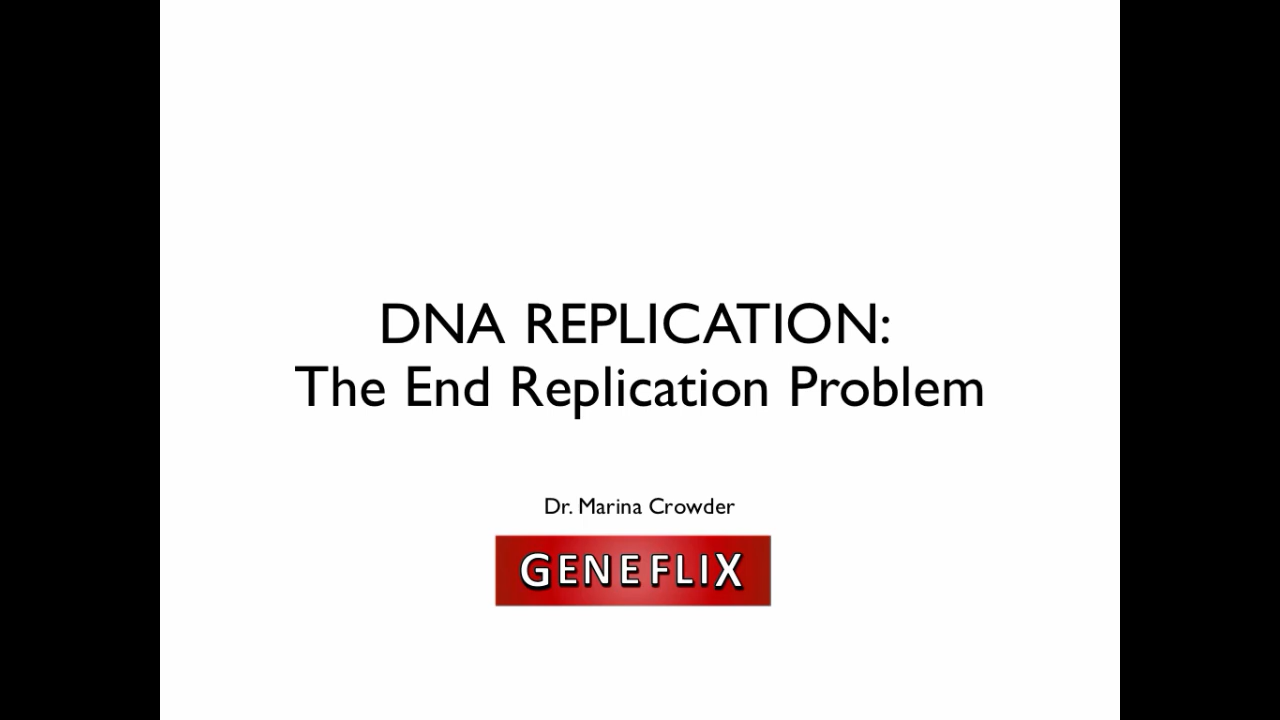 DNA REPLICATION:
The End Replication Problem
Dr. Marina Crowder
GENEFLIX